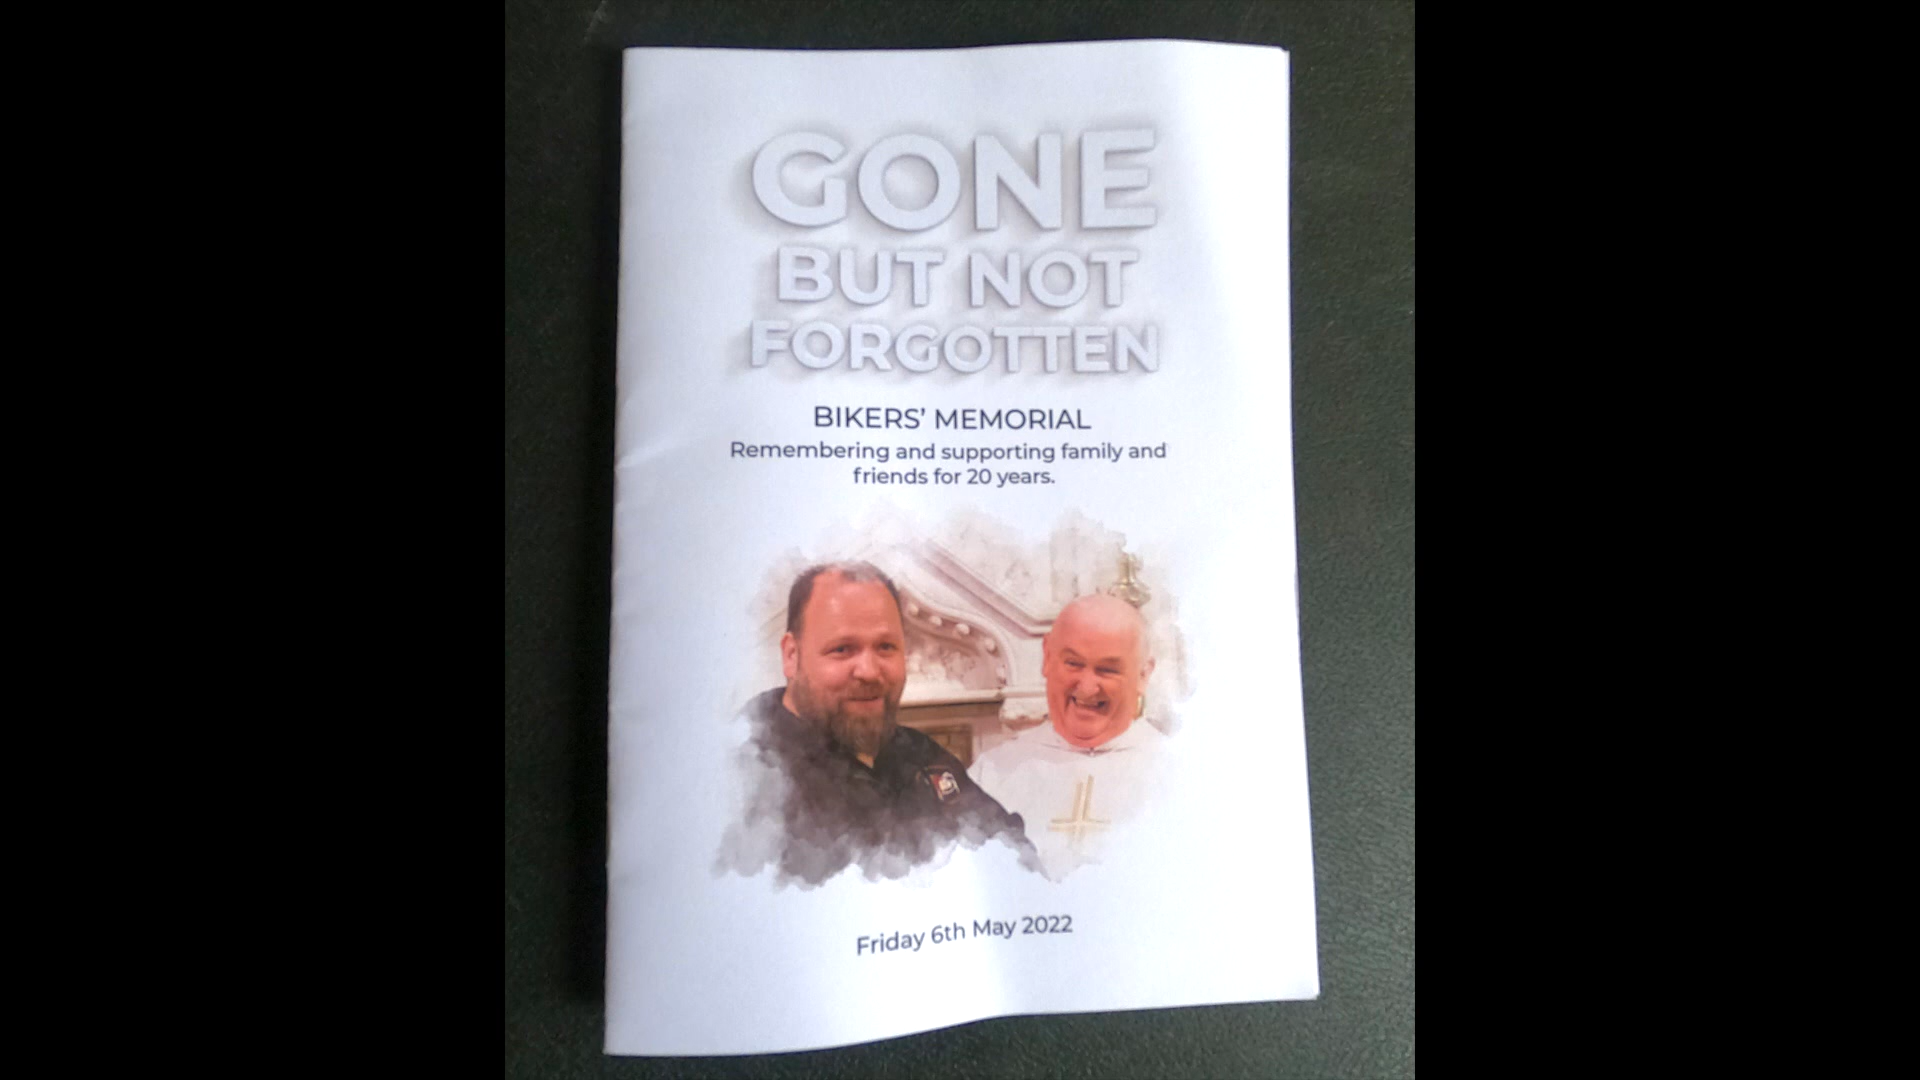 GONE
BUT NOT
FORGOTTEN
BIKERS’ MEMORIAL
Remembering and supporting family and
friends for 20 years.
Friday 6th May 2022